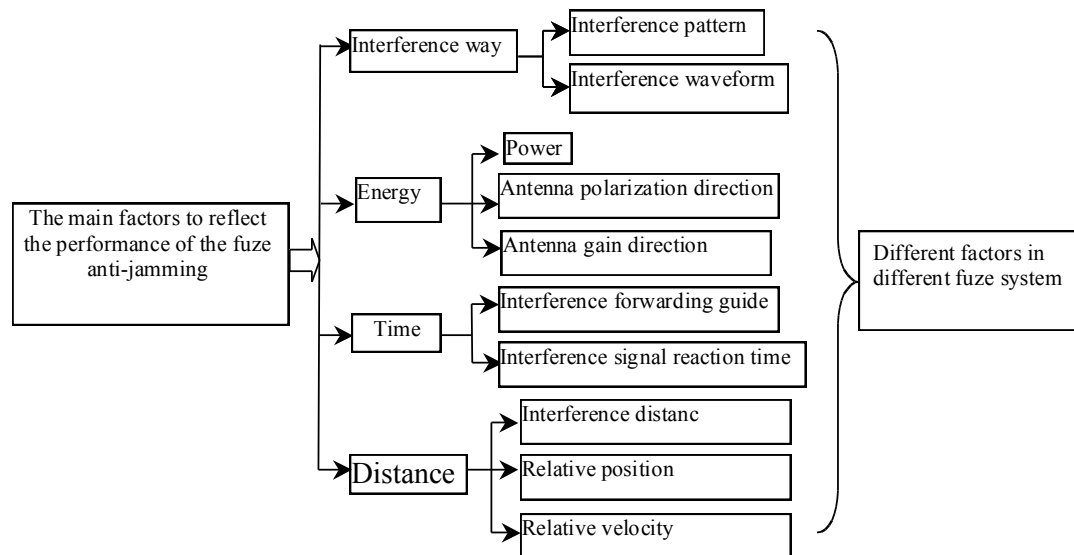 The main factors to reflect
the performance of the fuze
anti-jamming
Interference way
Interference pattern
Interference waveform
Energy
Power
Antenna polarization direction
Antenna gain direction
Time
Interference forwarding guide
Interference signal reaction time
Distance
Interference distanc
Relative position
Relative velocity
Different factors in
different fuze system